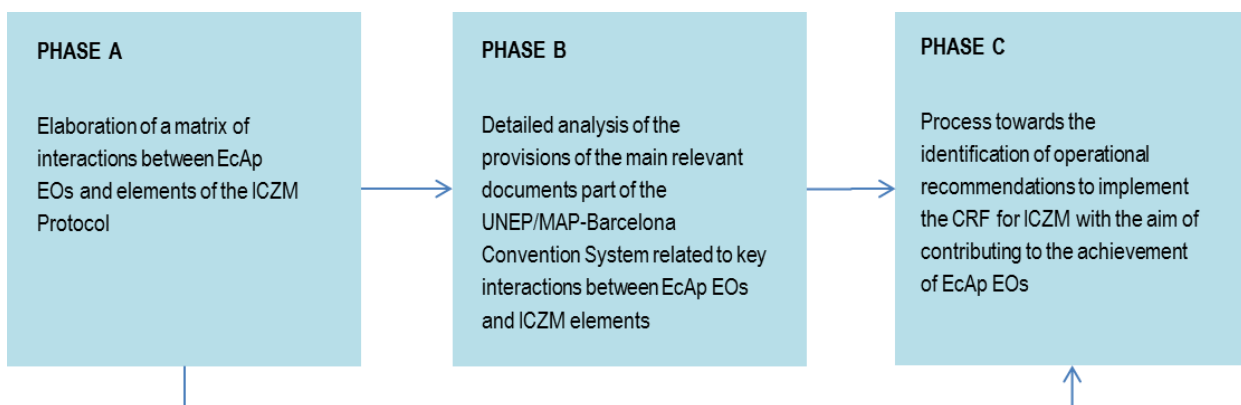 PHASE A
Elaboration of a matrix of
interactions between EcAp
EOs and elements of the ICZM
Protocol
PHASE B
Detailed analysis of the
provisions of the main relevant
documents part of the
UNEP/MAP-Barcelona
Convention System related to key
interactions between EcAp EOs
and ICZM elements
PHASE C
Process towards the
identification of operational
recommendations to implement
the CRF for ICZM with the aim of
contributing to the achievement
of EcAp EOs